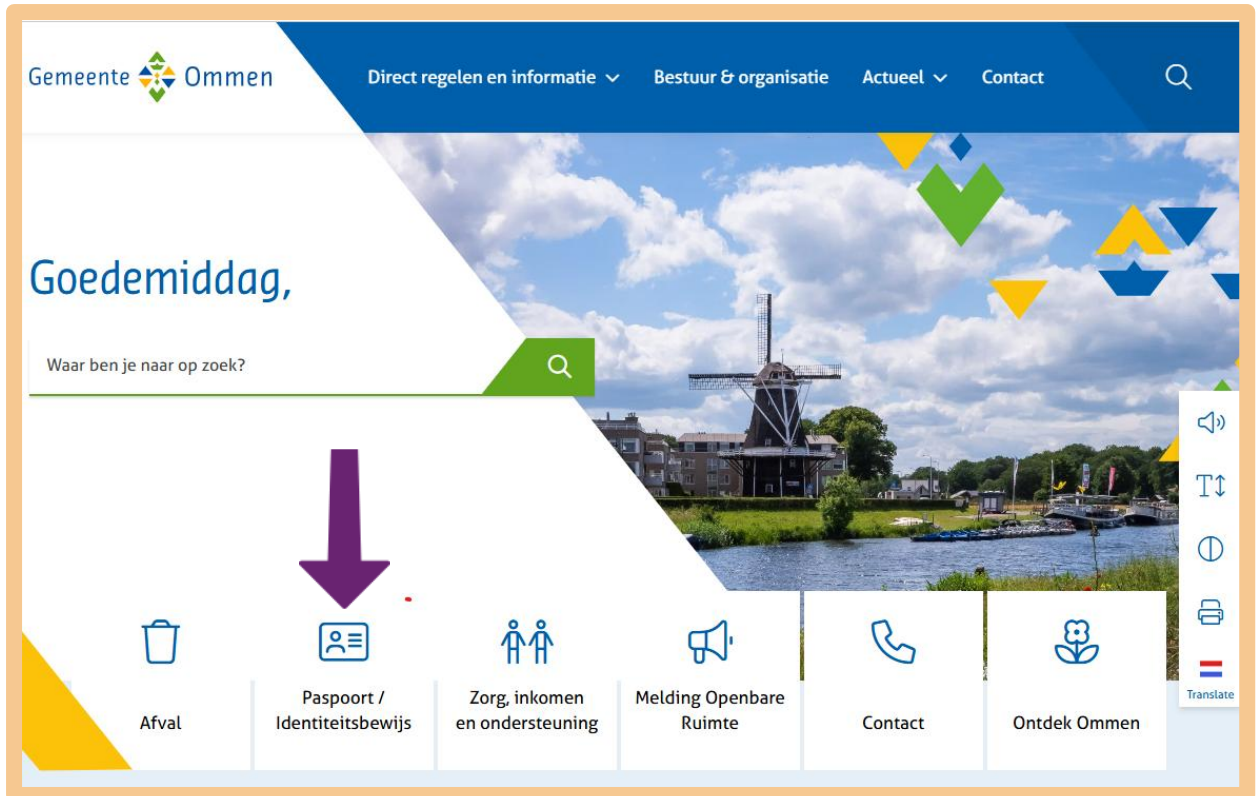 Gemeente Ommen
Direct regelen en informatie
Bestuur & organisatie
Actueel
Contact
Goedemiddag,
Waar ben je naar op zoek?
Afval
Paspoort /
Identiteitsbewijs
Zorg, inkomen
en ondersteuning
Melding Openbare
Ruimte
Contact
Ontdek Ommen
T
Translate